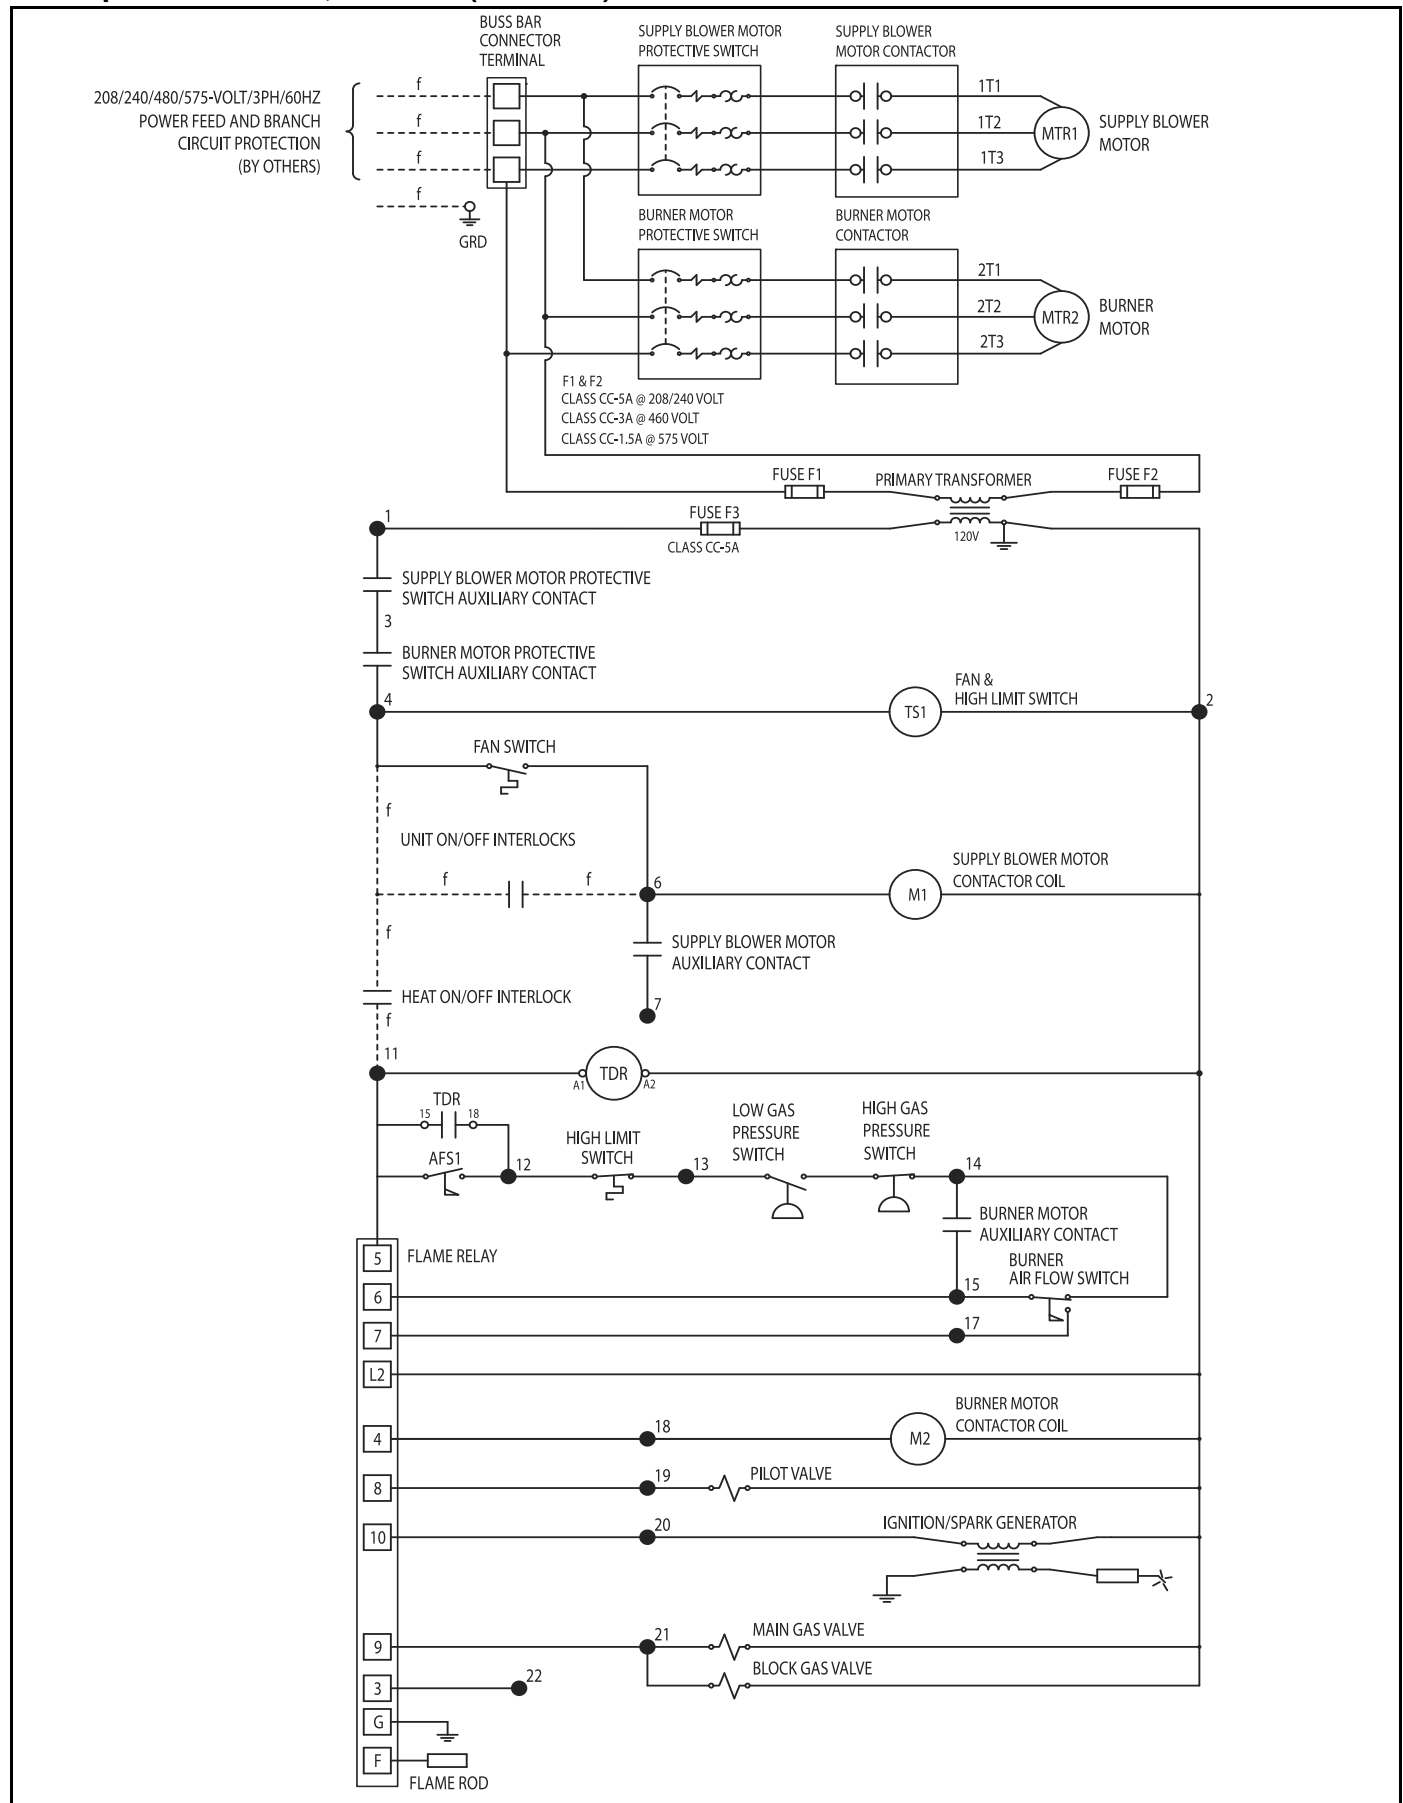 BUSS BAR
CONNECTOR
TERMINAL
SUPPLY BLOWER MOTOR
PROTECTIVE SWITCH
SUPPLY BLOWER
MOTOR CONTACTOR
208/240/480/575-VOLT/3PH/60HZ
POWER FEED AND BRANCH
CIRCUIT PROTECTION
(BY OTHERS)
f
f
f
f
GRD
1T1
1T2
1T3
MTR1
SUPPLY BLOWER
MOTOR
BURNER MOTOR
PROTECTIVE SWITCH
BURNER MOTOR
CONTACTOR
2T1
2T2
2T3
MTR2
BURNER
MOTOR
F1 & F2
CLASS CC-5A @ 208/240 VOLT
CLASS CC-3A @ 460 VOLT
CLASS CC-1.5A @ 575 VOLT
FUSE F1
PRIMARY TRANSFORMER
FUSE F2
1
FUSE F3
CLASS CC-5A
120V
SUPPLY BLOWER MOTOR PROTECTIVE
SWITCH AUXILIARY CONTACT
3
BURNER MOTOR PROTECTIVE
SWITCH AUXILIARY CONTACT
4
TS1
FAN &
HIGH LIMIT SWITCH
2
FAN SWITCH
f
UNIT ON/OFF INTERLOCKS
f
f
6
M1
SUPPLY BLOWER MOTOR
CONTACTOR COIL
f
SUPPLY BLOWER MOTOR
AUXILIARY CONTACT
7
HEAT ON/OFF INTERLOCK
f
11
A1
TDR
A2
TDR
15
18
AFS1
12
HIGH LIMIT
SWITCH
13
LOW GAS
PRESSURE
SWITCH
HIGH GAS
PRESSURE
SWITCH
14
BURNER MOTOR
AUXILIARY CONTACT
BURNER
AIR FLOW SWITCH
5
FLAME RELAY
6
15
7
17
L2
4
18
M2
BURNER MOTOR
CONTACTOR COIL
8
19
PILOT VALVE
10
20
IGNITION/SPARK GENERATOR
9
21
MAIN GAS VALVE
BLOCK GAS VALVE
3
22
G
F
FLAME ROD